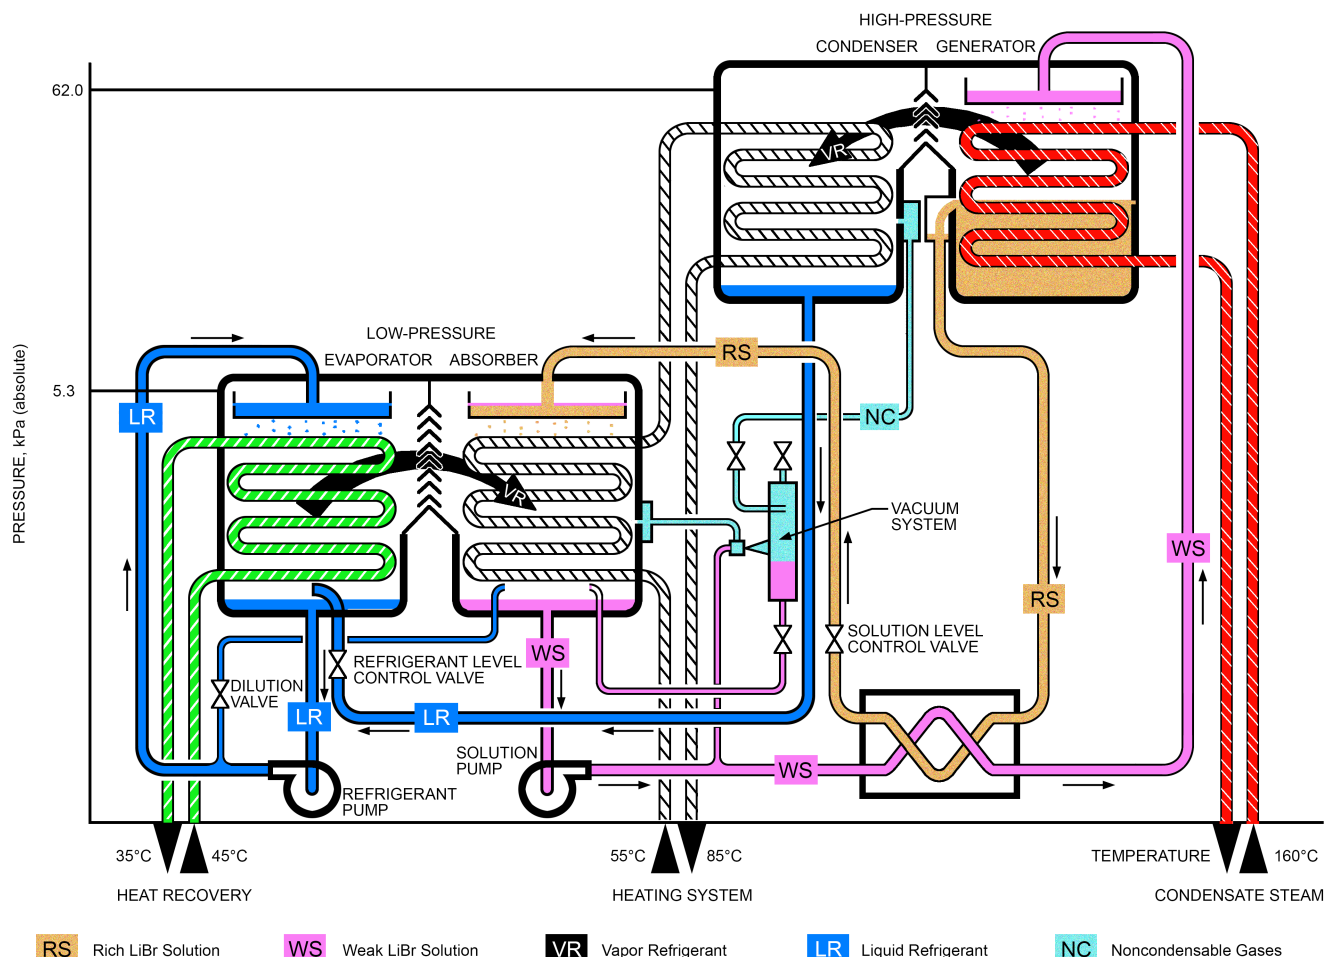 HIGH-PRESSURE
CONDENSER GENERATOR
62.0
VR
LOW-PRESSURE
EVAPORATOR ABSORBER
RS
5.3
LR
NC
PRESSURE, kPa (absolute)
VR
VACUUM
SYSTEM
WS
RS
SOLUTION LEVEL
CONTROL VALVE
WS
REFRIGERANT LEVEL
CONTROL VALVE
DILUTION
VALVE
LR
LR
SOLUTION
PUMP
WS
REFRIGERANT
PUMP
35°C 45°C 55°C 85°C TEMPERATURE 160°C
HEAT RECOVERY HEATING SYSTEM CONDENSATE STEAM
RS Rich LiBr Solution WS Weak LiBr Solution VR Vapor Refrigerant LR Liquid Refrigerant NC Noncondensable Gases